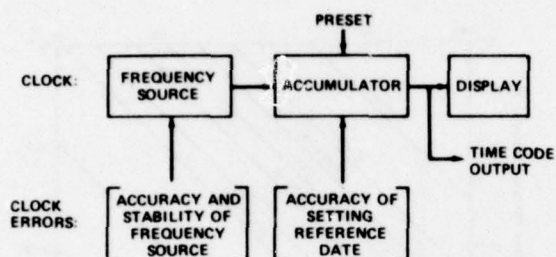 PRESET
CLOCK:
FREQUENCY
SOURCE
ACCUMULATOR
DISPLAY
TIME CODE
OUTPUT
CLOCK
ERRORS:
ACCURACY AND
STABILITY OF
FREQUENCY
SOURCE
ACCURACY OF
SETTING
REFERENCE
DATE